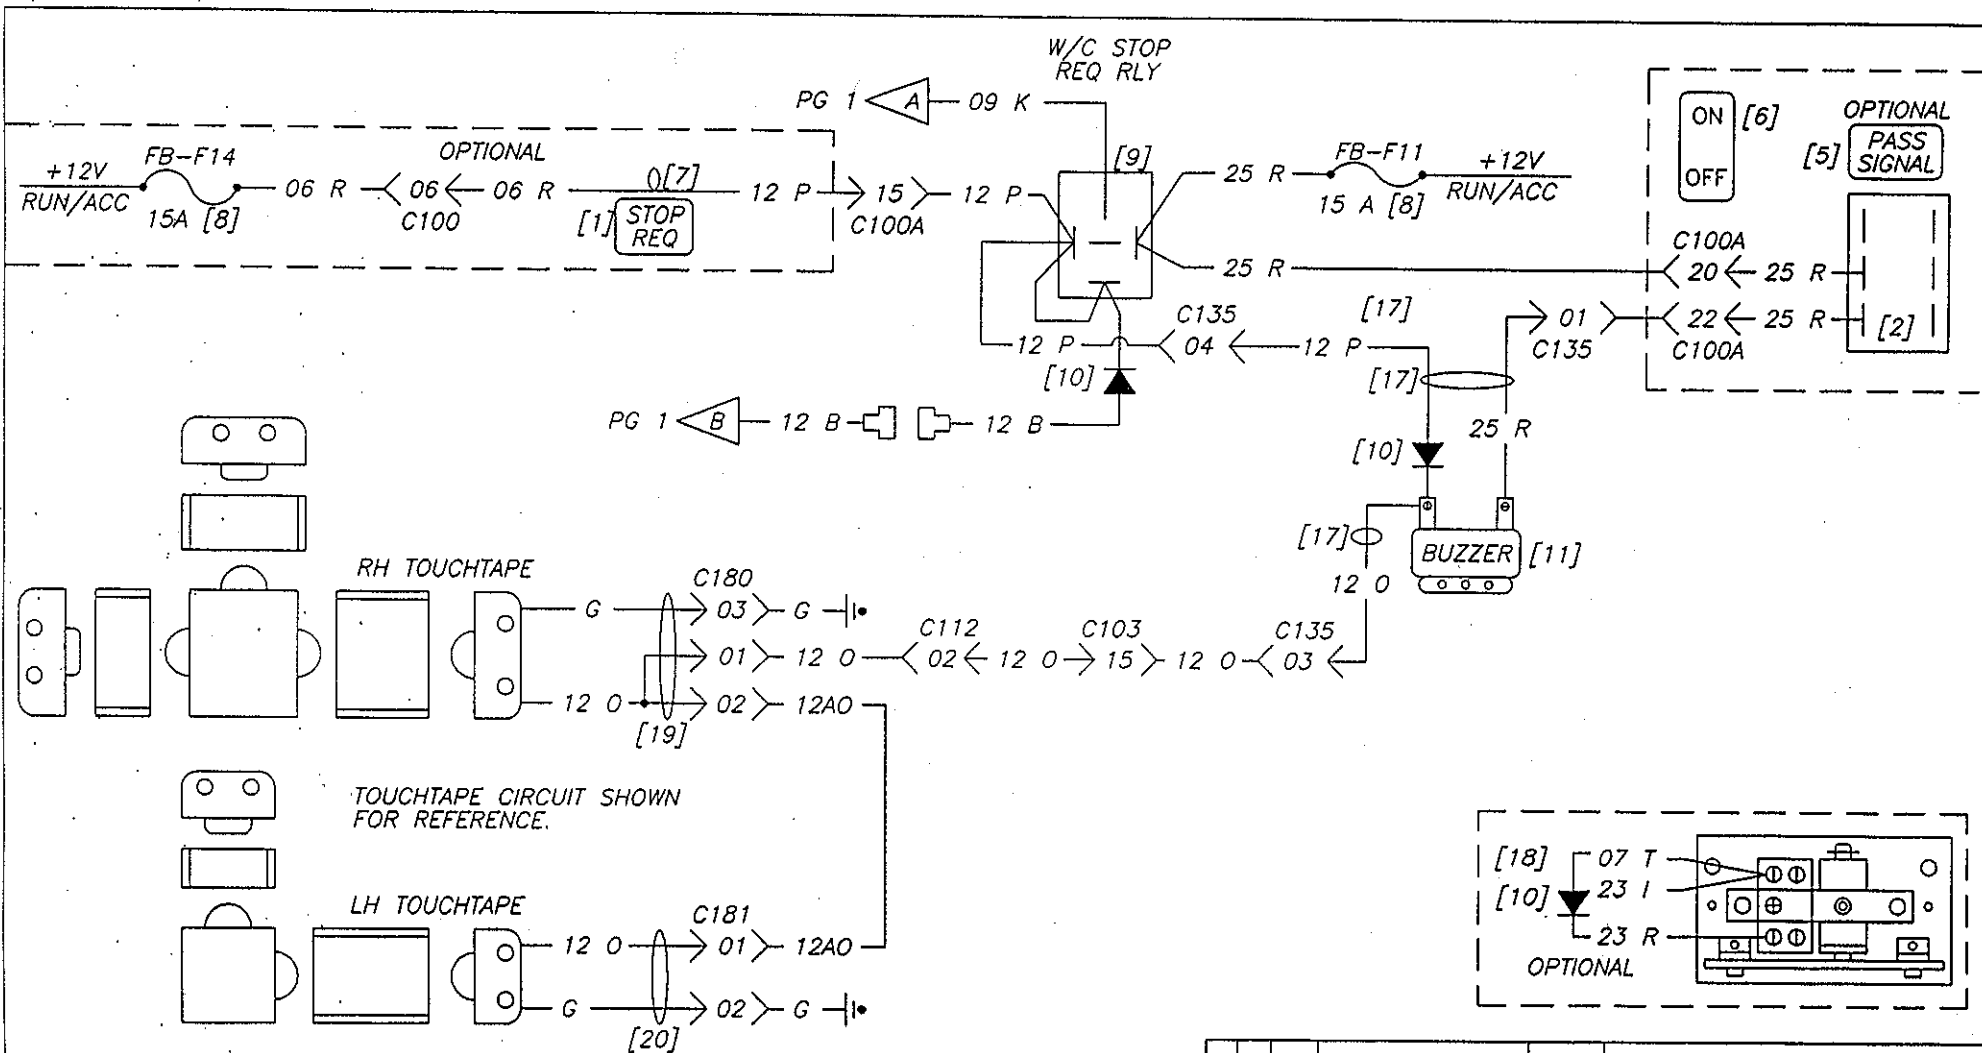 W/C STOP
REQ RLY
PG 1 A 09 K
ON
OFF
[6]
OPTIONAL
PASS
SIGNAL
[5]
+12V
RUN/ACC
FB-F14
15A [8]
06 R
06
C100
06 R
OPTIONAL
()[7]
[1]
STOP
REQ
12 P
15
C100A
12 P
[9]
25 R
FB-F11
15 A [8]
+12V
RUN/ACC
25 R
C100A
20
25 R
22
C100A
25 R
[2]
12 P
C135
04
12 P
[17]
01
C135
[10]
[17]
PG 1 B 12 B
12 B
25 R
[10]
[17]
BUZZER
[11]
12 O
RH TOUCHTAPE
G
C180
03
G
01
12 O
C112
02
12 O
C103
15
12 O
C135
03
12 O
02
12AO
[19]
TOUCHTAPE CIRCUIT SHOWN
FOR REFERENCE.
LH TOUCHTAPE
12 O
C181
01
12AO
G
02
G
[20]
[18]
07 T
[10]
23 I
23 R
OPTIONAL